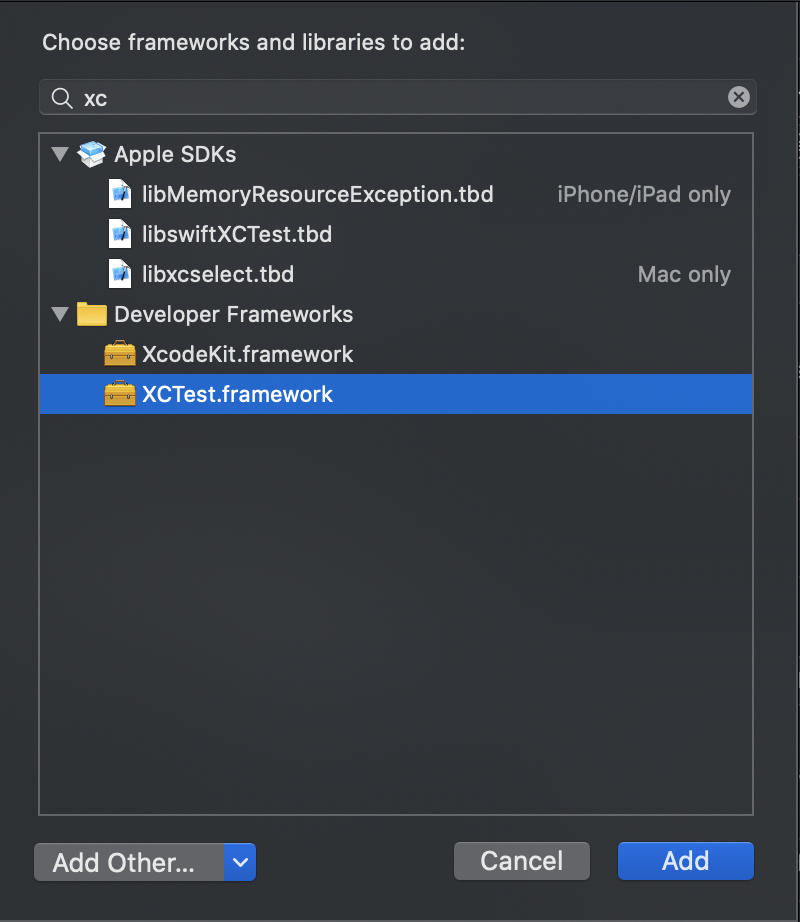 Choose frameworks and libraries to add:
xc
Apple SDKs
libMemoryResourceException.tbd iPhone/iPad only
libswiftXCTest.tbd
libxcselect.tbd Mac only
Developer Frameworks
XcodeKit.framework
XCTest.framework
Add Other... Cancel Add